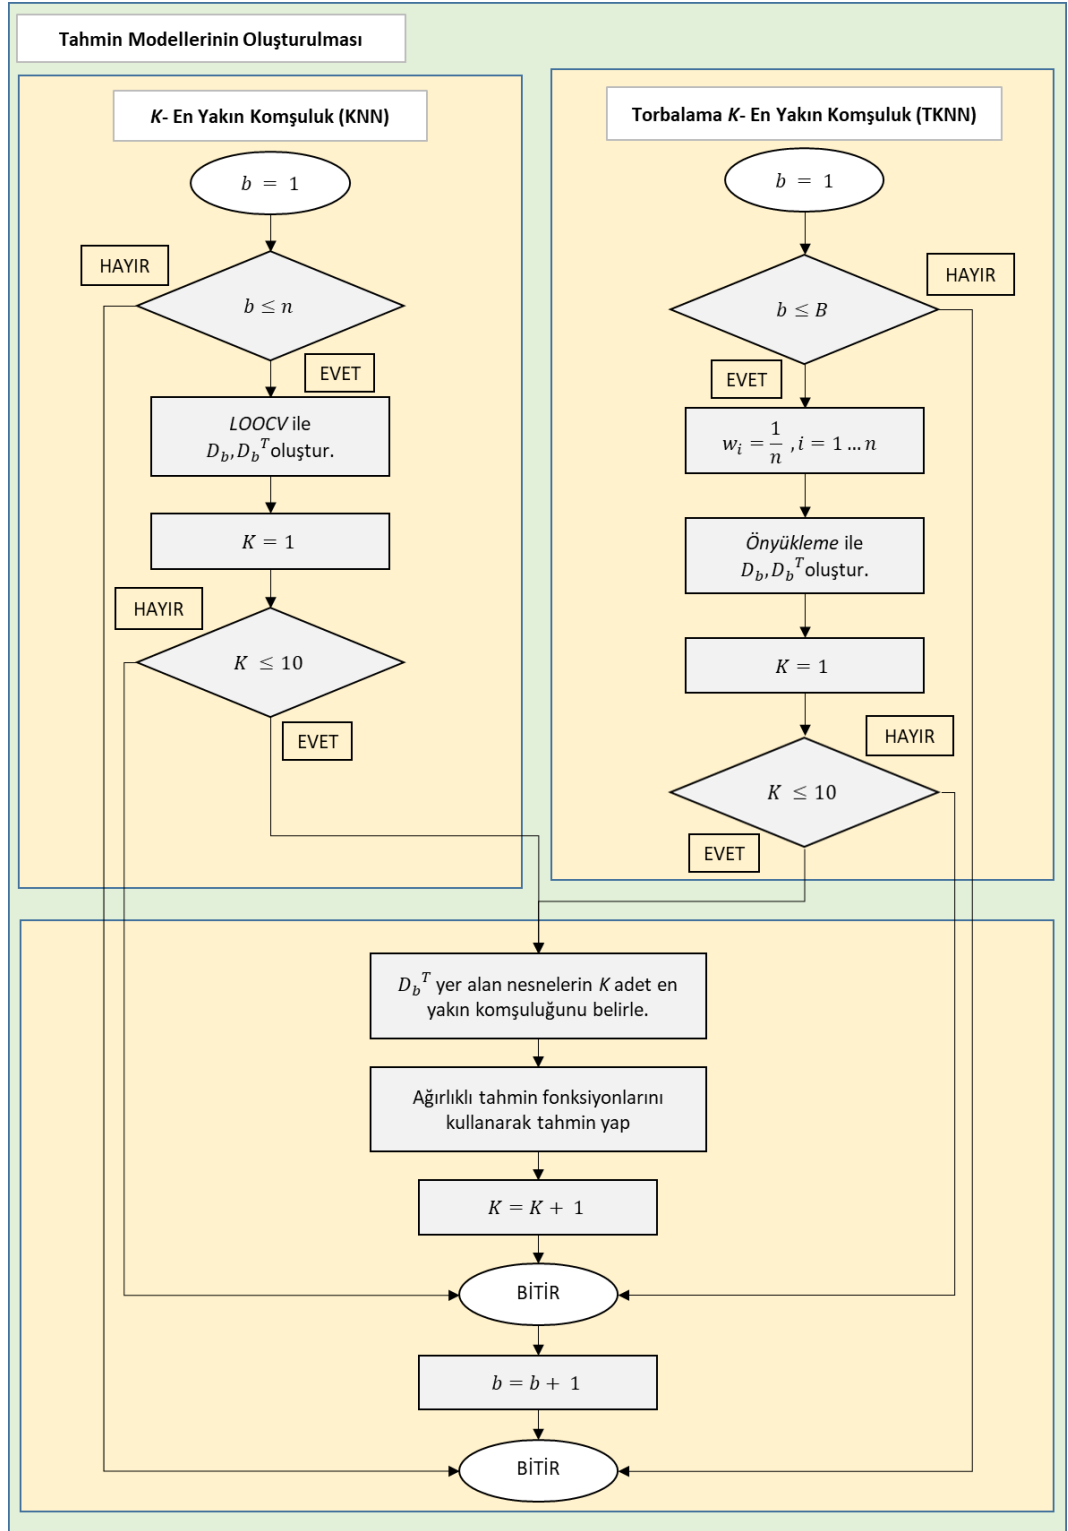 Tahmin Modellerinin Oluşturulması
K- En Yakın Komşuluk (KNN)
b = 1
HAYIR
b ≤ n
EVET
LOOCV ile
D_b, D_b^T oluştur.
K = 1
HAYIR
K ≤ 10
EVET
Torbalama K- En Yakın Komşuluk (TKNN)
b = 1
HAYIR
b ≤ B
EVET
w_i = 1/n , i = 1 … n
Önyükleme ile
D_b, D_b^T oluştur.
K = 1
HAYIR
K ≤ 10
EVET
D_b^T yer alan nesnelerin K adet en
yakın komşuluğunu belirle.
Ağırlıklı tahmin fonksiyonlarını
kullanarak tahmin yap
K = K + 1
BİTİR
b = b + 1
BİTİR